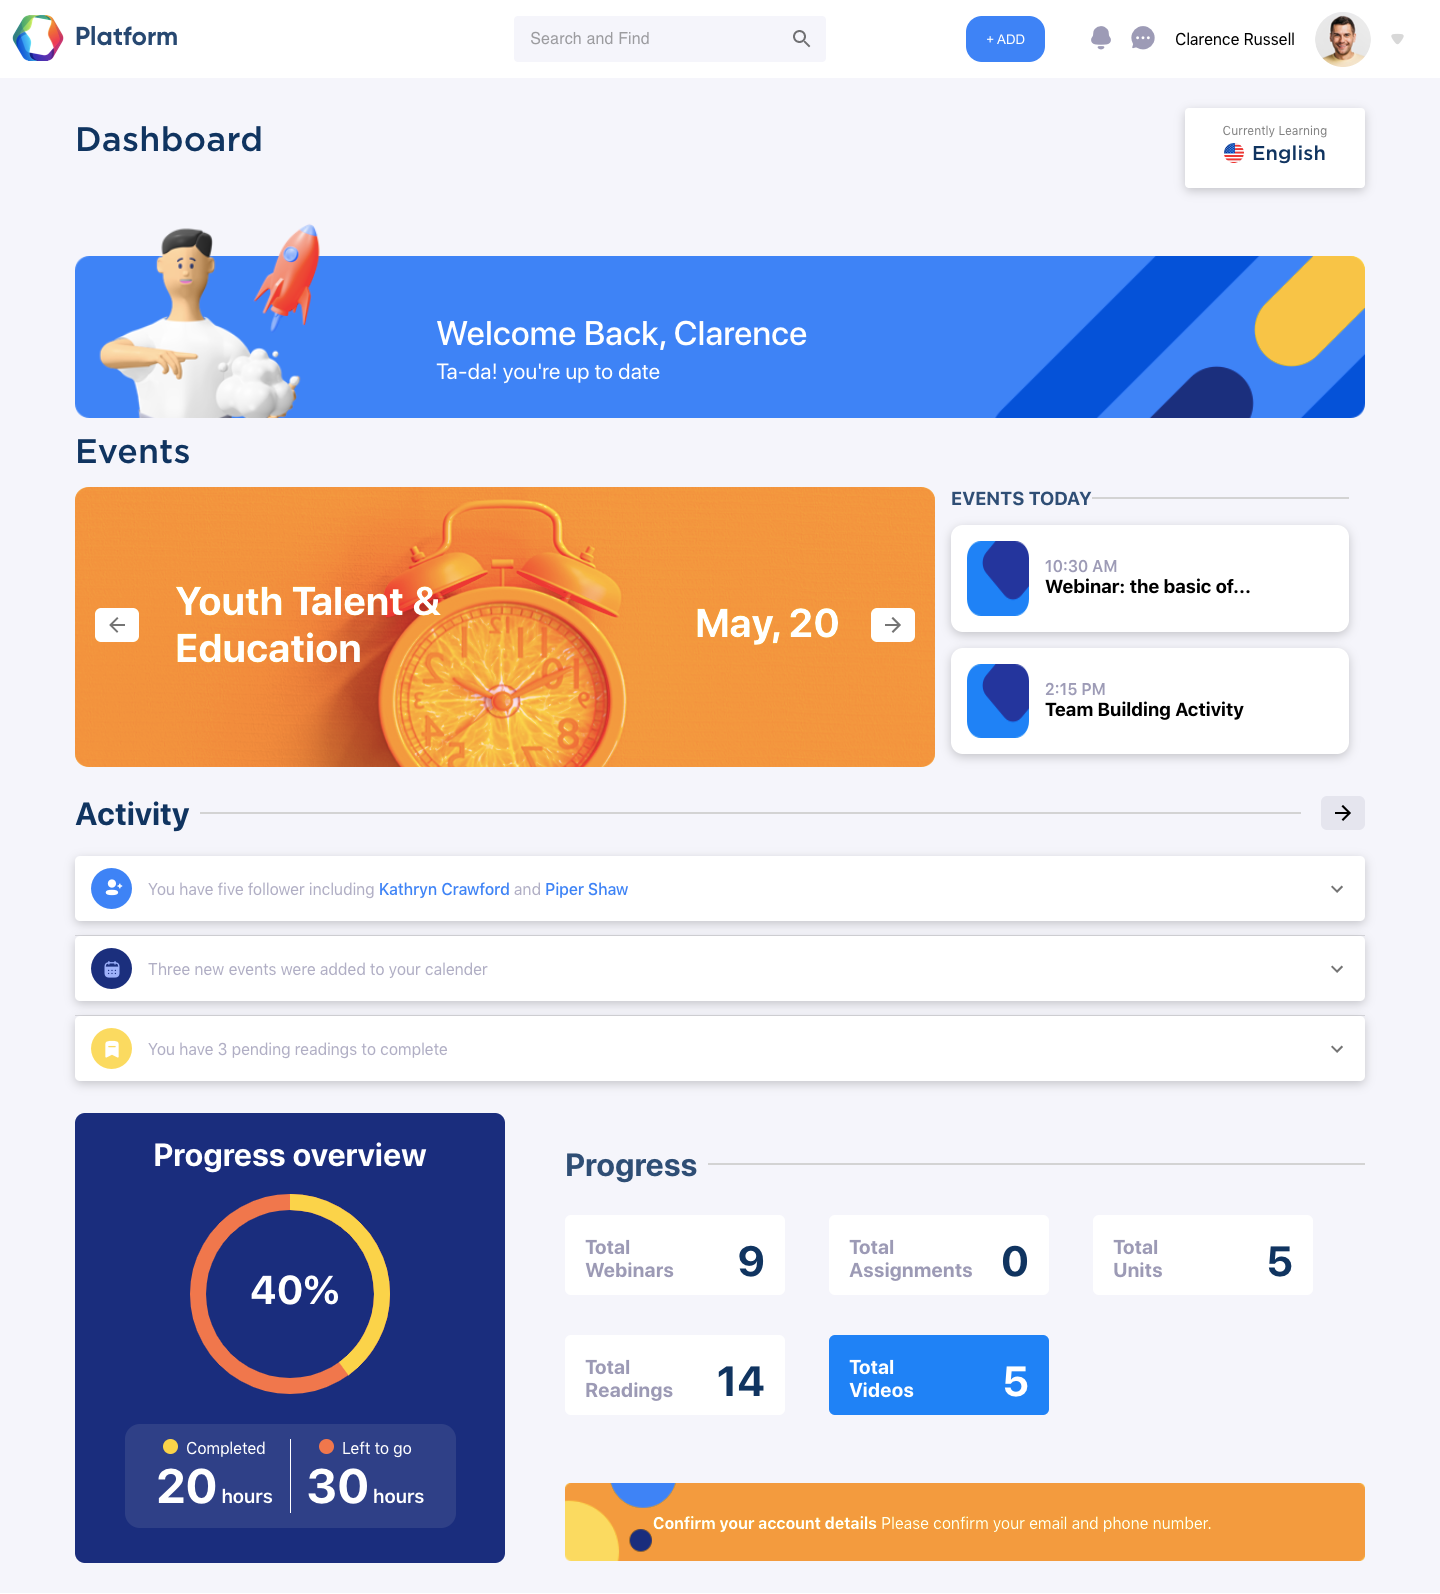 Platform
Search and Find
+ ADD
Clarence Russell
Dashboard
Currently Learning
English
Welcome Back, Clarence
Ta-da! you're up to date
Events
Youth Talent &
Education
May, 20
EVENTS TODAY
10:30 AM
Webinar: the basic of...
2:15 PM
Team Building Activity
Activity
You have five follower including Kathryn Crawford and Piper Shaw
Three new events were added to your calender
You have 3 pending readings to complete
Progress overview
40%
Completed
20 hours
Left to go
30 hours
Progress
Total
Webinars
9
Total
Assignments
0
Total
Units
5
Total
Readings
14
Total
Videos
5
Confirm your account details Please confirm your email and phone number.